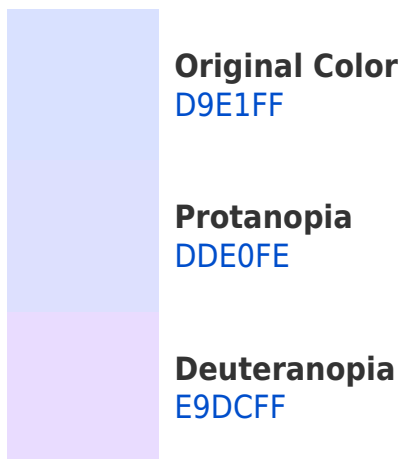 Original Color
D9E1FF
Protanopia
DDE0FE
Deuteranopia
E9DCFF